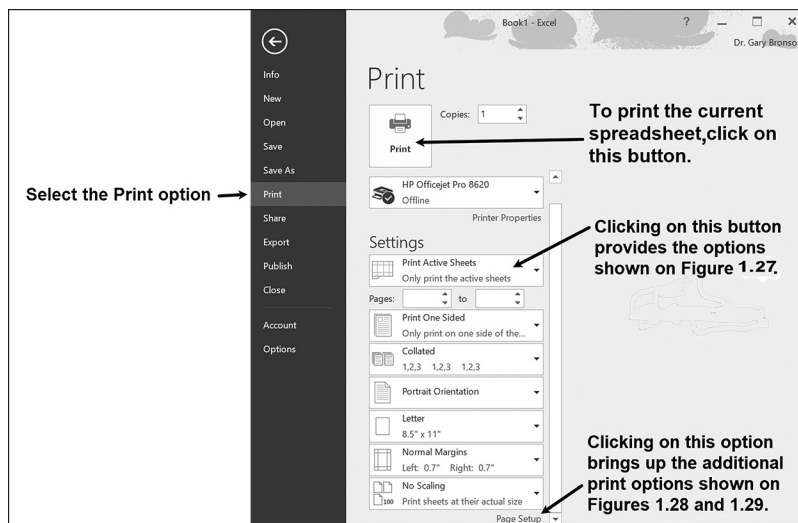 Book1 - Excel
?
Dr. Gary Bronso
Info
New
Open
Save
Save As
Print
Share
Export
Publish
Close
Account
Options
Select the Print option
Print
Copies: 1
Print
To print the current
spreadsheet,click on
this button.
HP Officejet Pro 8620
Offline
Printer Properties
Settings
Print Active Sheets
Only print the active sheets
Clicking on this button
provides the options
shown on Figure 1.27.
Pages: to
Print One Sided
Only print on one side of the...
Collated
1,2,3 1,2,3 1,2,3
Portrait Orientation
Letter
8.5" x 11"
Normal Margins
Left: 0.7" Right: 0.7"
No Scaling
100 Print sheets at their actual size
Page Setup
Clicking on this option
brings up the additional
print options shown on
Figures 1.28 and 1.29.